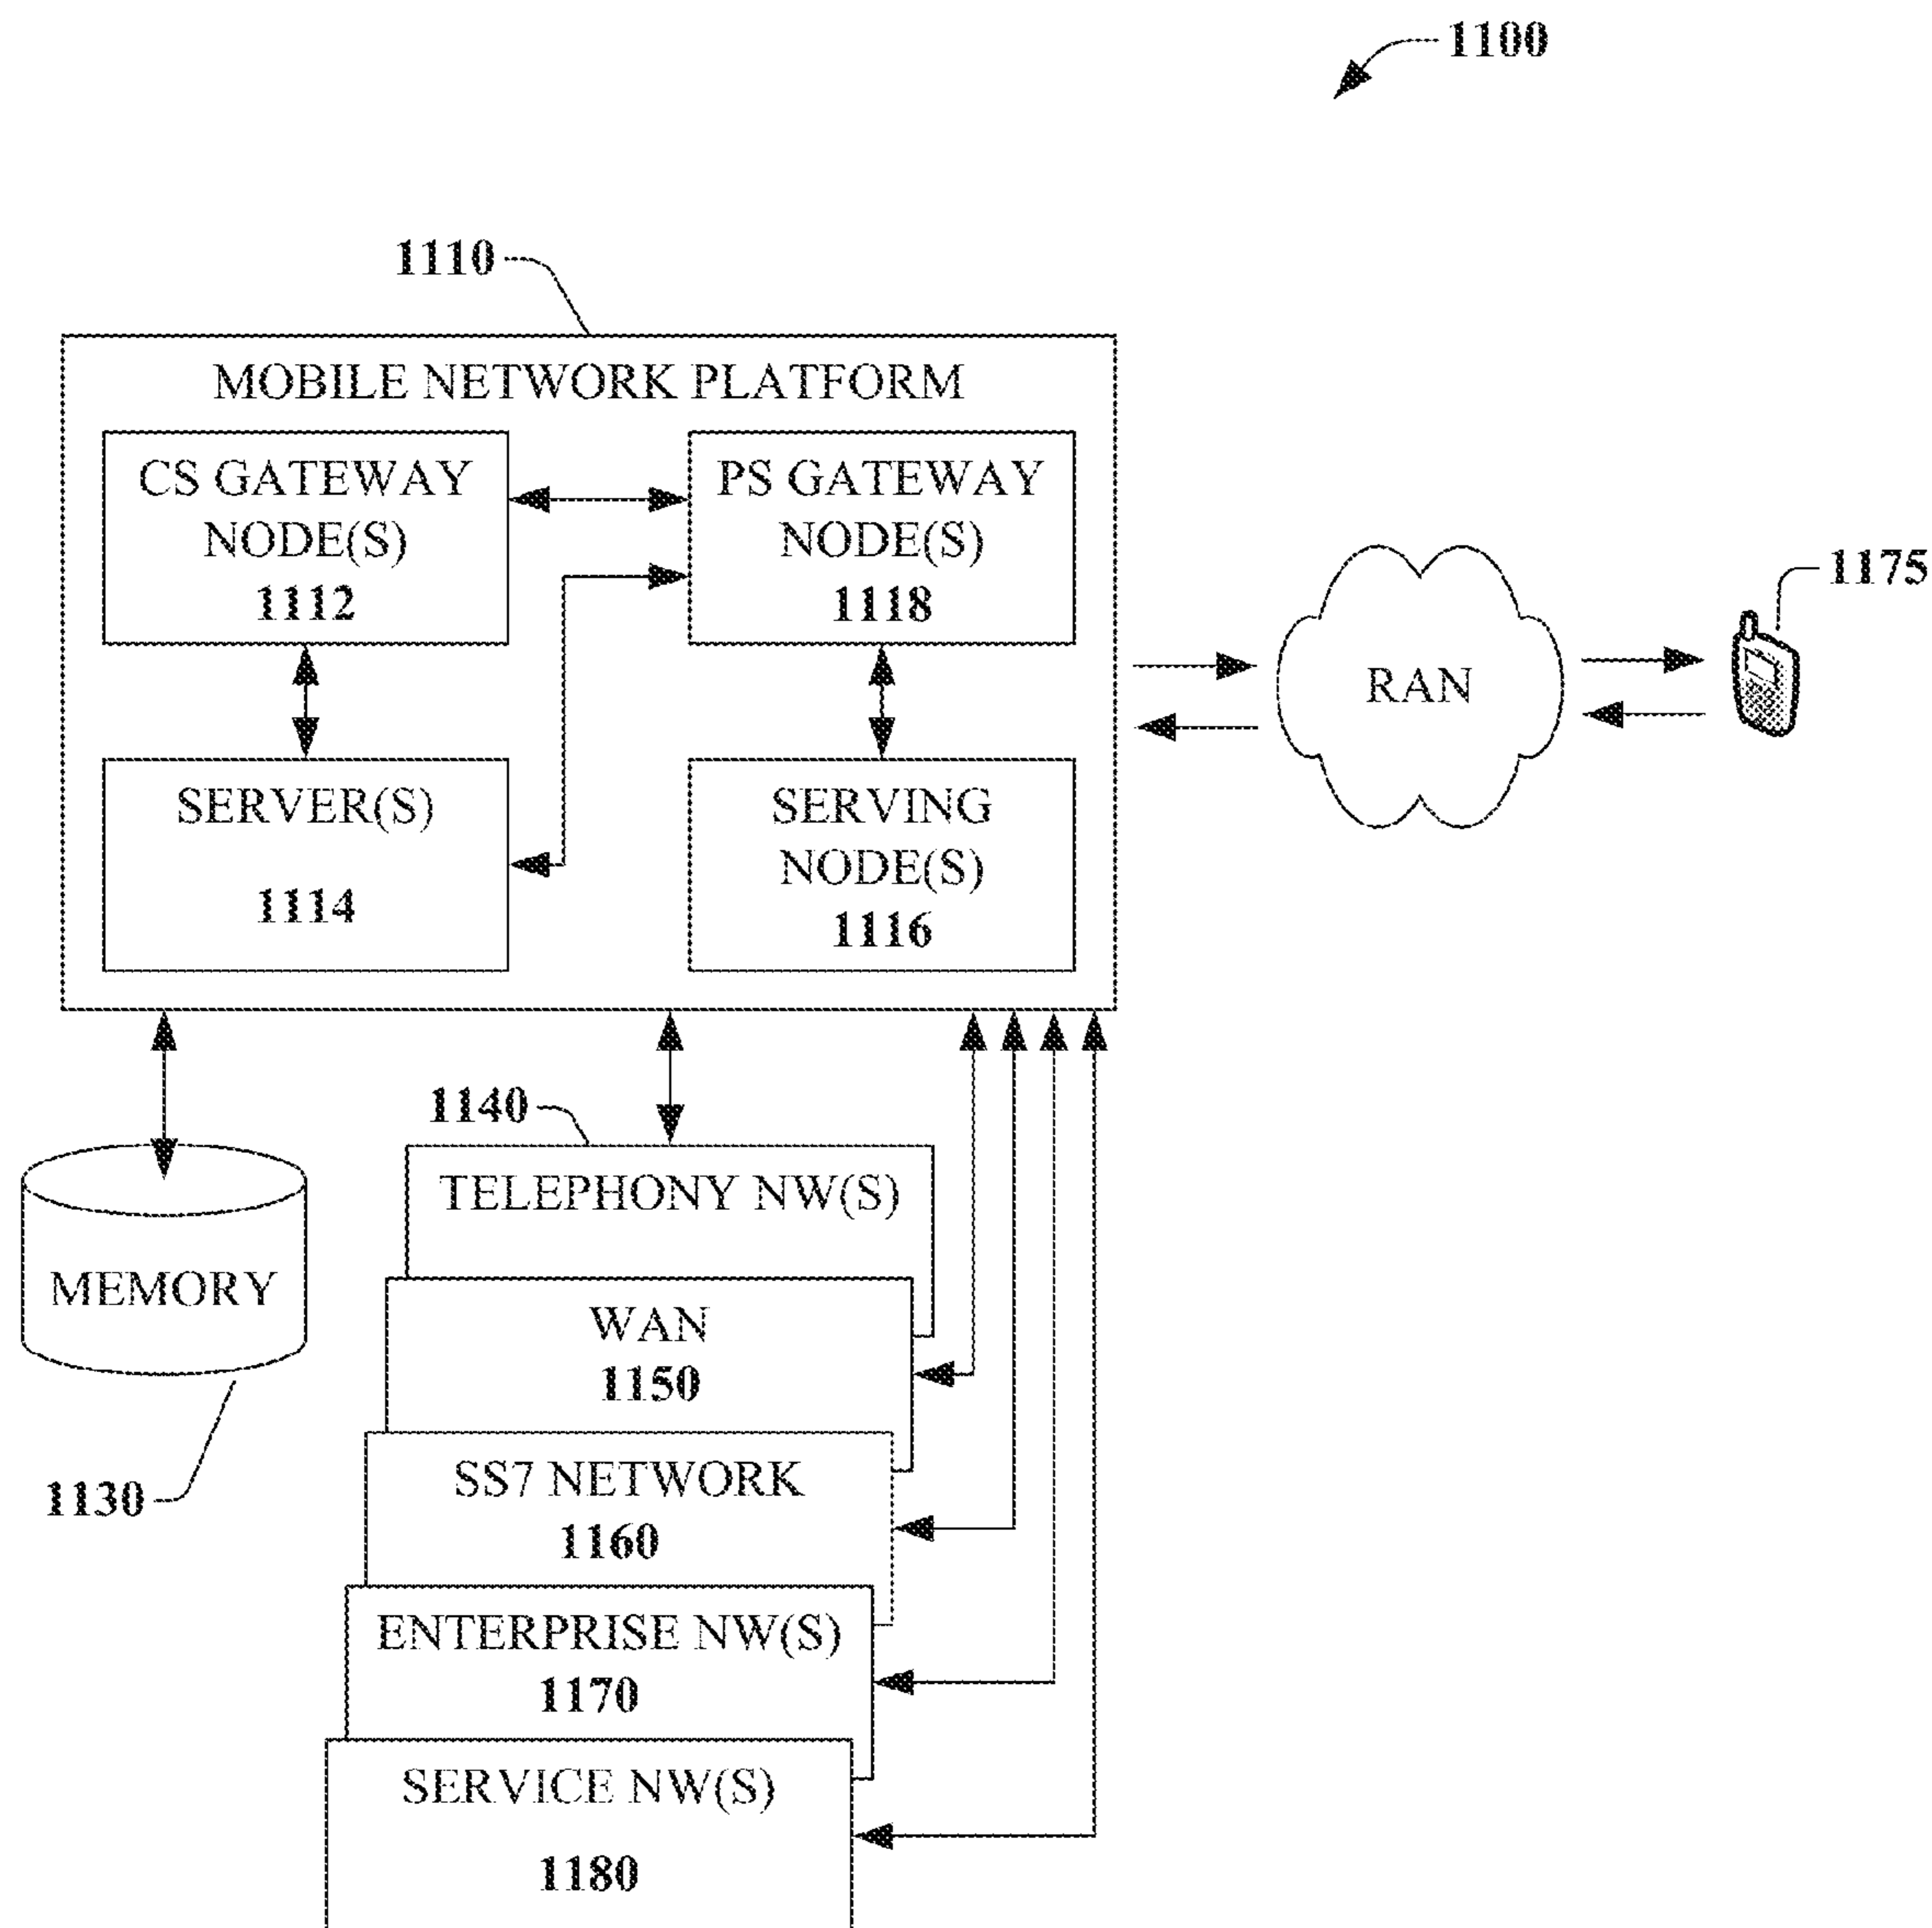 1100
1110
MOBILE NETWORK PLATFORM
CS GATEWAY
NODE(S)
1112
PS GATEWAY
NODE(S)
1118
SERVER(S)
1114
SERVING
NODE(S)
1116
RAN
1175
1140
TELEPHONY NW(S)
MEMORY
1130
WAN
1150
SS7 NETWORK
1160
ENTERPRISE NW(S)
1170
SERVICE NW(S)
1180